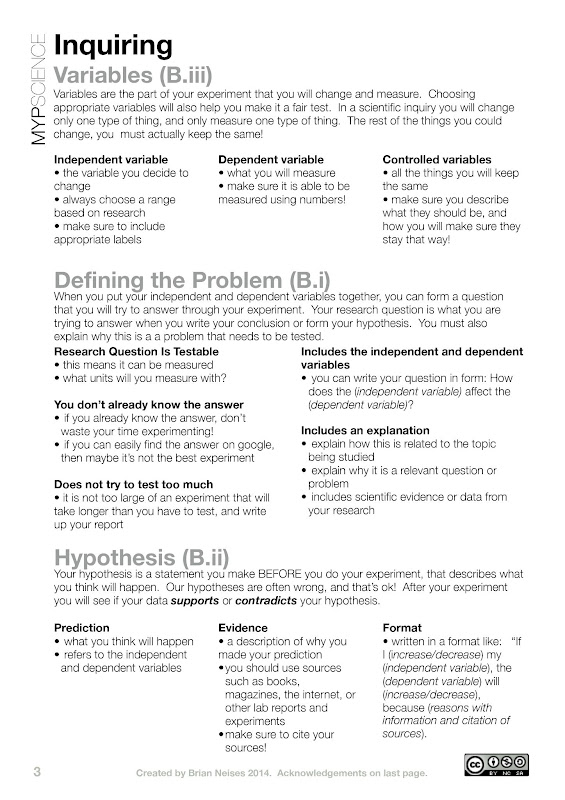 MYPSCIENCE
Inquiring
Variables (B.iii)
Variables are the part of your experiment that you will change and measure. Choosing
appropriate variables will also help you make it a fair test. In a scientific inquiry you will change
only one type of thing, and only measure one type of thing. The rest of the things you could
change, you must actually keep the same!
Independent variable
• the variable you decide to
change
• always choose a range
based on research
• make sure to include
appropriate labels
Dependent variable
• what you will measure
• make sure it is able to be
measured using numbers!
Controlled variables
• all the things you will keep
the same
• make sure you describe
what they should be, and
how you will make sure they
stay that way!
Defining the Problem (B.i)
When you put your independent and dependent variables together, you can form a question
that you will try to answer through your experiment. Your research question is what you are
trying to answer when you write your conclusion or form your hypothesis. You must also
explain why this is a a problem that needs to be tested.
Research Question Is Testable
• this means it can be measured
• what units will you measure with?
You don't already know the answer
• if you already know the answer, don't
waste your time experimenting!
• if you can easily find the answer on google,
then maybe it's not the best experiment
Does not try to test too much
• it is not too large of an experiment that will
take longer than you have to test, and write
up your report
Includes the independent and dependent
variables
• you can write your question in form: How
does the (independent variable) affect the
(dependent variable)?
Includes an explanation
• explain how this is related to the topic
being studied
• explain why it is a relevant question or
problem
• includes scientific evidence or data from
your research
Hypothesis (B.ii)
Your hypothesis is a statement you make BEFORE you do your experiment, that describes what
you think will happen. Our hypotheses are often wrong, and that's ok! After your experiment
you will see if your data supports or contradicts your hypothesis.
Prediction
• what you think will happen
• refers to the independent
and dependent variables
Evidence
• a description of why you
made your prediction
•you should use sources
such as books,
magazines, the internet, or
other lab reports and
experiments
•make sure to cite your
sources!
Format
• written in a format like: "If
I (increase/decrease) my
(independent variable), the
(dependent variable) will
(increase/decrease),
because (reasons with
information and citation of
sources).
3
Created by Brian Neises 2014. Acknowledgements on last page.
cc
BY NC SA